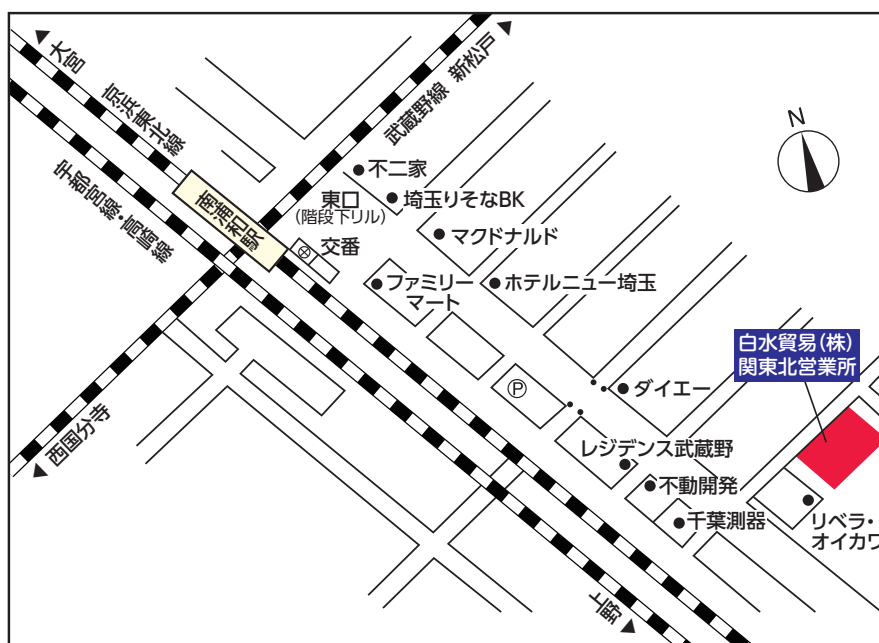 大宮
京浜東北線
宇都宮線・高崎線
武蔵野線 新松戸
N
南浦和駅
不二家
東口
(階段下リル)
埼玉りそなBK
交番
マクドナルド
ファミリー
マート
ホテルニュー埼玉
白水貿易(株)
関東北営業所
P
ダイエー
西国分寺
レジデンス武蔵野
不動開発
千葉測器
リベラ・
オイカワ
上野